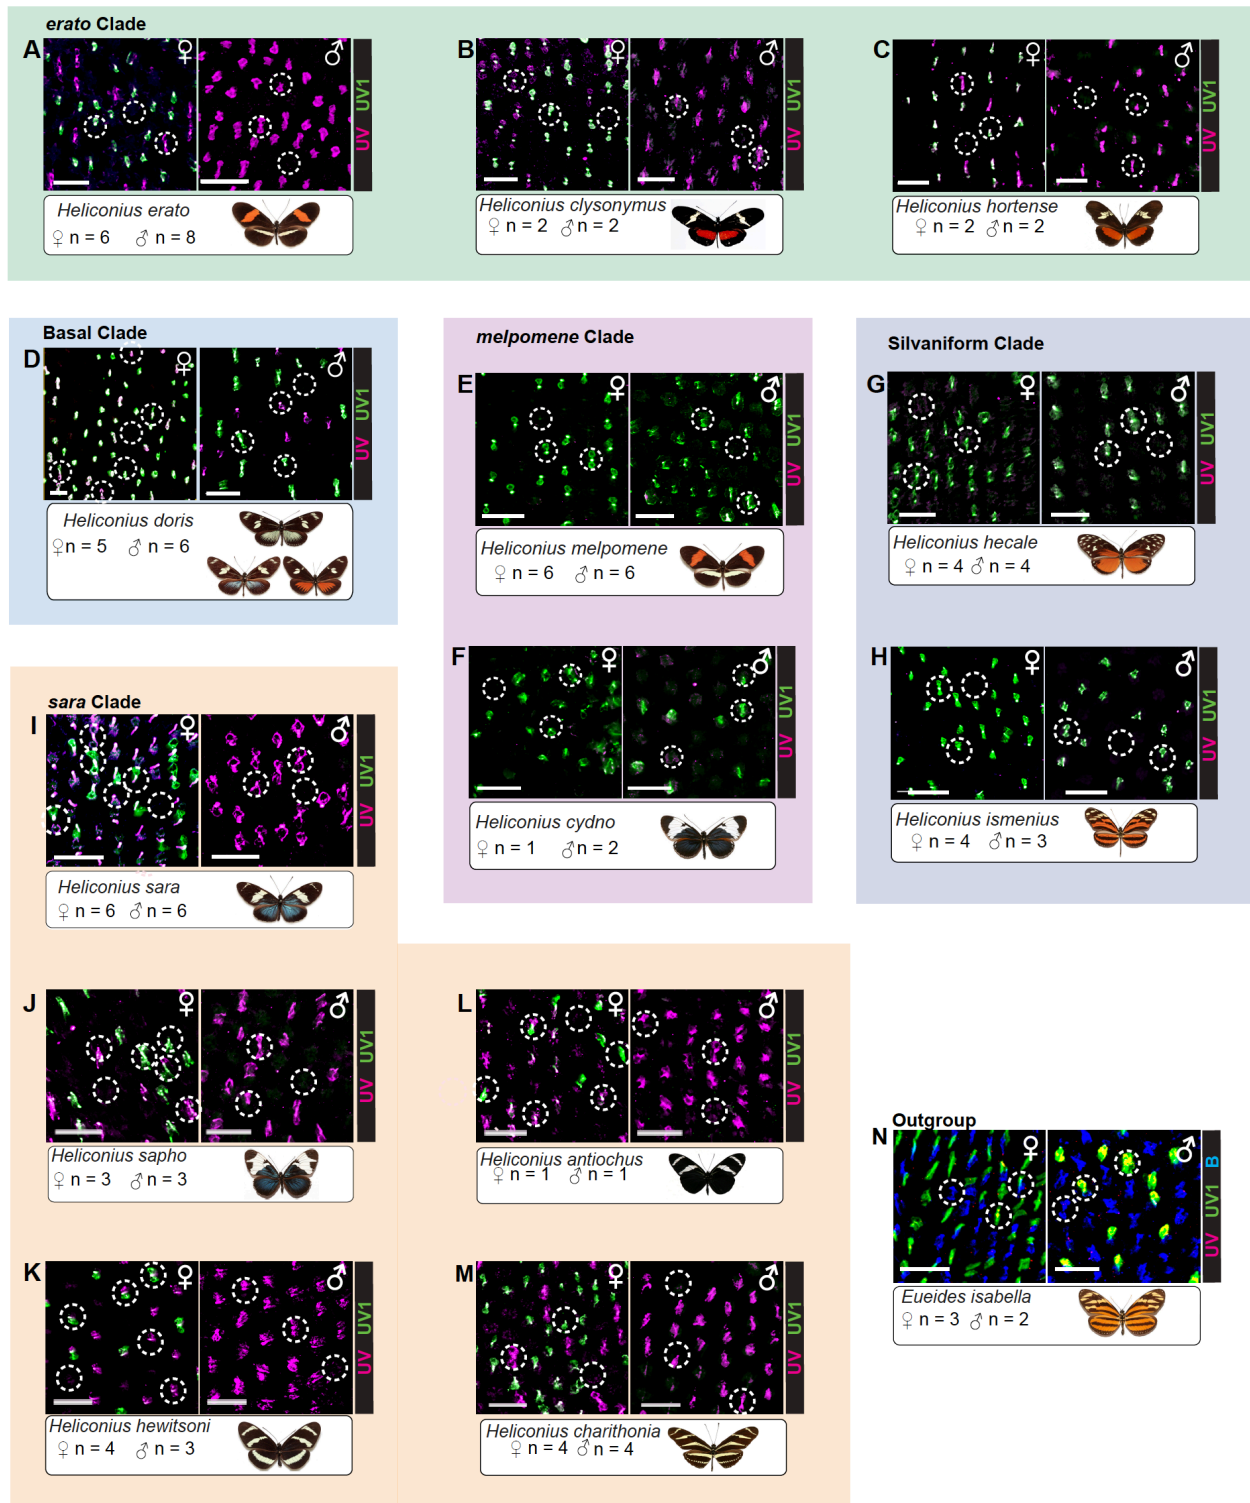 erato Clade
A ♀ ♂ UV UV1
Heliconius erato
♀ n = 6 ♂ n = 8
B ♀ ♂ UV UV1
Heliconius clysonymus
♀ n = 2 ♂ n = 2
C ♀ ♂ UV UV1
Heliconius hortense
♀ n = 2 ♂ n = 2
Basal Clade
D ♀ ♂ UV UV1
Heliconius doris
♀ n = 5 ♂ n = 6
melpomene Clade
E ♀ ♂ UV UV1
Heliconius melpomene
♀ n = 6 ♂ n = 6
F ♀ ♂ UV UV1
Heliconius cydno
♀ n = 1 ♂ n = 2
Silvaniform Clade
G ♀ ♂ UV UV1
Heliconius hecale
♀ n = 4 ♂ n = 4
H ♀ ♂ UV UV1
Heliconius ismenius
♀ n = 4 ♂ n = 3
sara Clade
I ♀ ♂ UV UV1
Heliconius sara
♀ n = 6 ♂ n = 6
J ♀ ♂ UV UV1
Heliconius sapho
♀ n = 3 ♂ n = 3
K ♀ ♂ UV UV1
Heliconius hewitsoni
♀ n = 4 ♂ n = 3
L ♀ ♂ UV UV1
Heliconius antiochus
♀ n = 1 ♂ n = 1
M ♀ ♂ UV UV1
Heliconius charithonia
♀ n = 4 ♂ n = 4
Outgroup
N ♀ ♂ UV UV1 B
Eueides isabella
♀ n = 3 ♂ n = 2